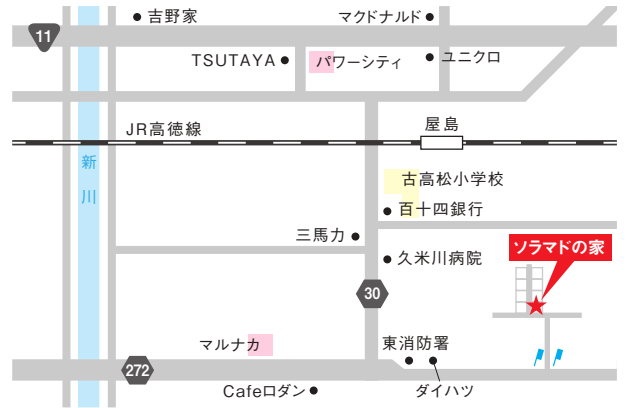 吉野家
マクドナルド
11
TSUTAYA
パワーシティ
ユニクロ
JR高徳線
屋島
新川
古高松小学校
百十四銀行
三馬力
ソラマドの家
久米川病院
30
マルナカ
東消防署
272
Cafeロダン
ダイハツ